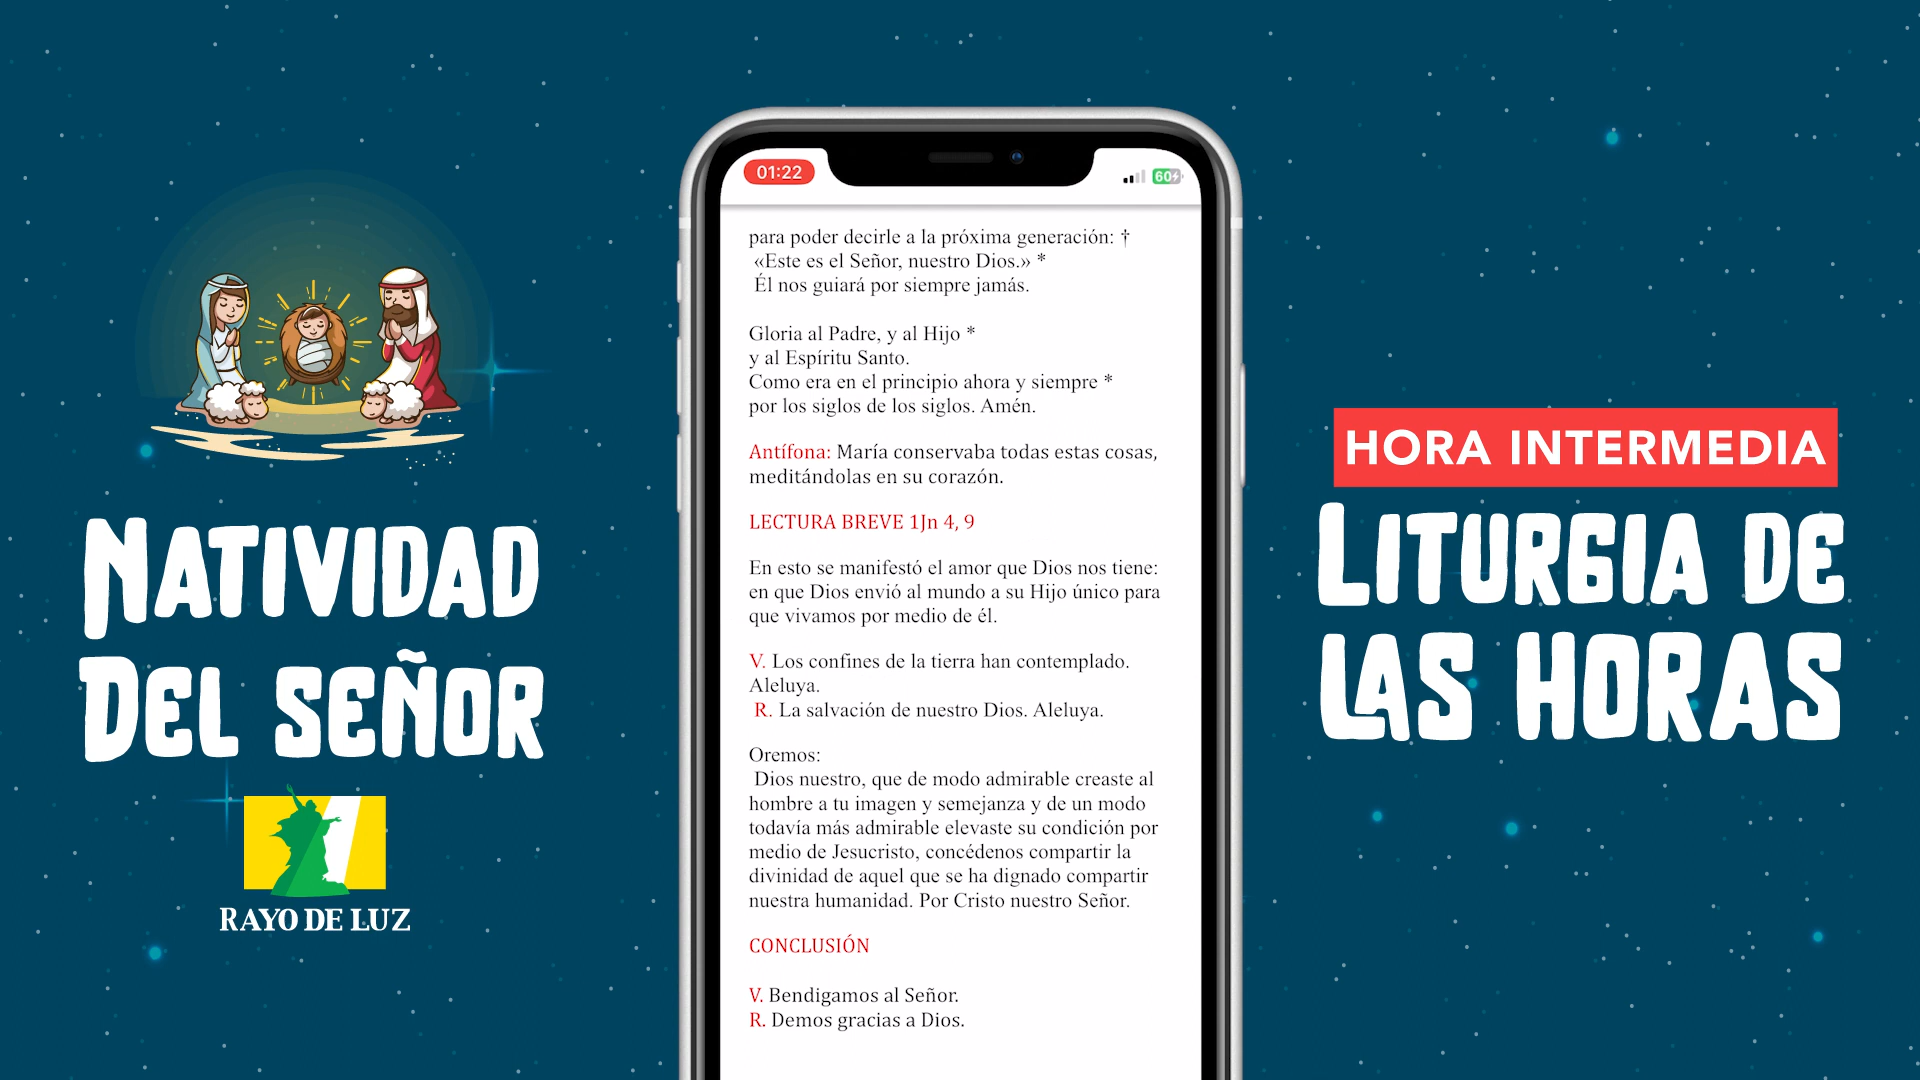 NATIVIDAD
DEL SEÑOR
RAYO DE LUZ
01:22
60
para poder decirle a la próxima generación: †
«Este es el Señor, nuestro Dios.» *
Él nos guiará por siempre jamás.
Gloria al Padre, y al Hijo *
y al Espíritu Santo.
Como era en el principio ahora y siempre *
por los siglos de los siglos. Amén.
Antífona: María conservaba todas estas cosas,
meditándolas en su corazón.
LECTURA BREVE 1Jn 4, 9
En esto se manifestó el amor que Dios nos tiene:
en que Dios envió al mundo a su Hijo único para
que vivamos por medio de él.
V. Los confines de la tierra han contemplado.
Aleluya.
R. La salvación de nuestro Dios. Aleluya.
Oremos:
Dios nuestro, que de modo admirable creaste al
hombre a tu imagen y semejanza y de un modo
todavía más admirable elevaste su condición por
medio de Jesucristo, concédenos compartir la
divinidad de aquel que se ha dignado compartir
nuestra humanidad. Por Cristo nuestro Señor.
CONCLUSIÓN
V. Bendigamos al Señor.
R. Demos gracias a Dios.
HORA INTERMEDIA
LITURGIA DE
LAS HORAS